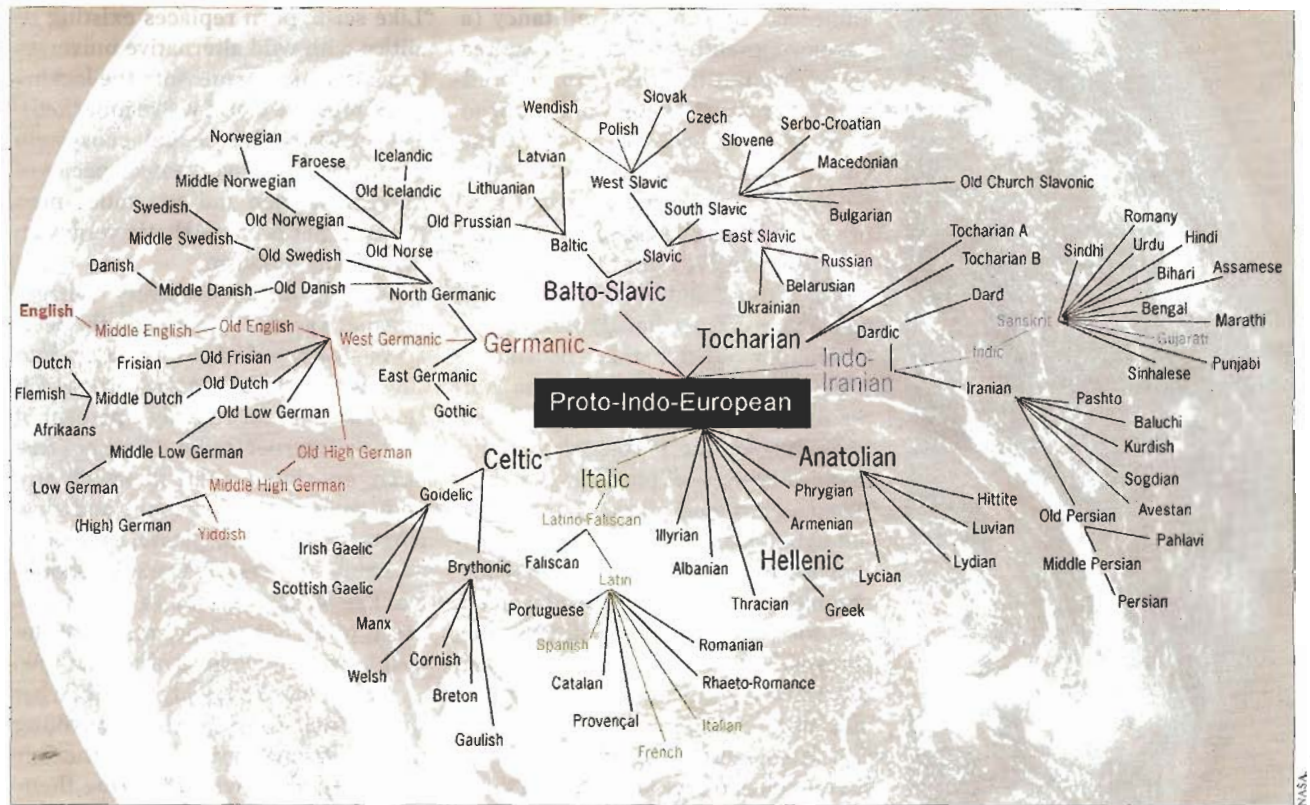 Wendish
Slovak
Polish
Czech
Serbo-Croatian
Slovene
Macedonian
West Slavic
Old Church Slavonic
Bulgarian
South Slavic
East Slavic
Slavic
Russian
Belarusian
Ukrainian
Latvian
Lithuanian
Old Prussian
Baltic
Balto-Slavic
Norwegian
Middle Norwegian
Old Norwegian
Faroese
Icelandic
Old Icelandic
Old Norse
Swedish
Middle Swedish
Old Swedish
Danish
Middle Danish
Old Danish
North Germanic
English
Middle English
Old English
West Germanic
Germanic
Frisian
Old Frisian
Dutch
Flemish
Afrikaans
Middle Dutch
Old Dutch
Old Low German
Middle Low German
Low German
Old High German
Middle High German
(High) German
Yiddish
East Germanic
Gothic
Tocharian A
Tocharian B
Tocharian
Indo-
Iranian
Dard
Dardic
Indic
Sanskrit
Sindhi
Romany
Urdu
Hindi
Bihari
Assamese
Bengal
Marathi
Gujarati
Punjabi
Sinhalese
Iranian
Pashto
Baluchi
Kurdish
Sogdian
Avestan
Old Persian
Pahlavi
Middle Persian
Persian
Proto-Indo-European
Celtic
Goidelic
Irish Gaelic
Scottish Gaelic
Manx
Brythonic
Welsh
Cornish
Breton
Gaulish
Italic
Latino-Faliscan
Faliscan
Latin
Portuguese
Spanish
Catalan
Provençal
French
Italian
Rhaeto-Romance
Romanian
Illyrian
Albanian
Thracian
Hellenic
Greek
Armenian
Phrygian
Anatolian
Lycian
Lydian
Luvian
Hittite
NASA